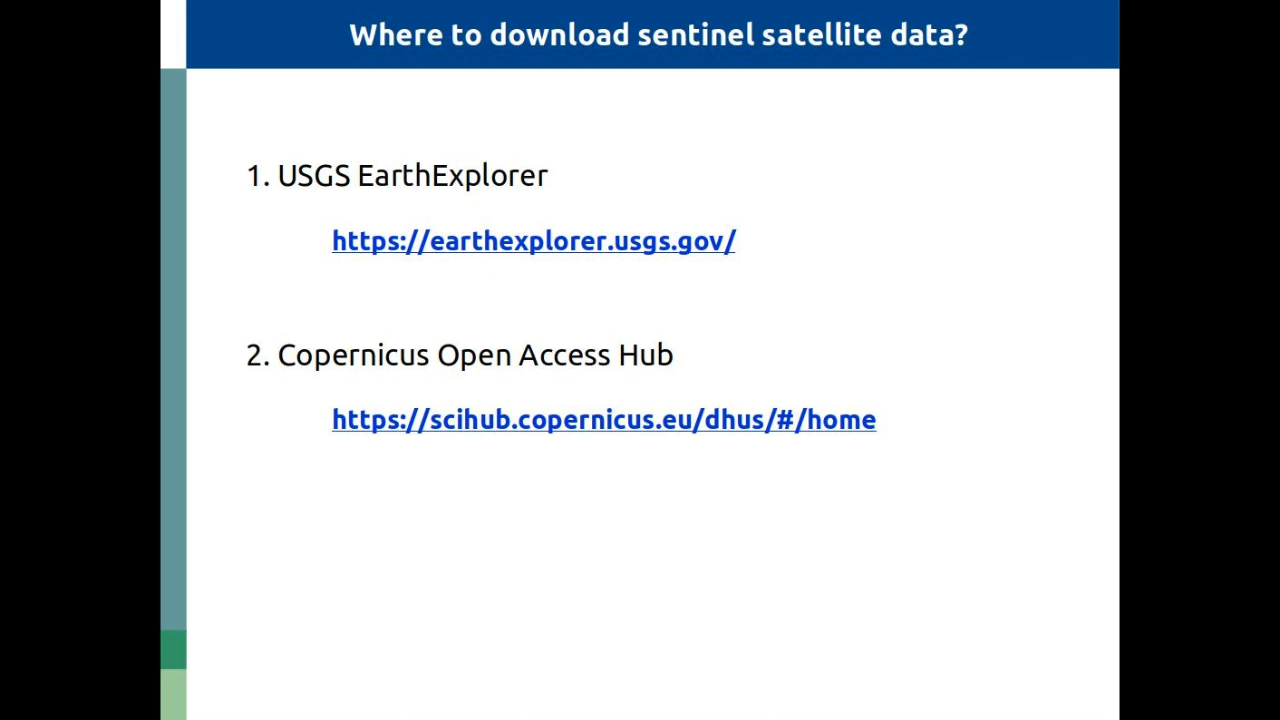 Where to download sentinel satellite data?
1. USGS EarthExplorer
https://earthexplorer.usgs.gov/
2. Copernicus Open Access Hub
https://scihub.copernicus.eu/dhus/#/home